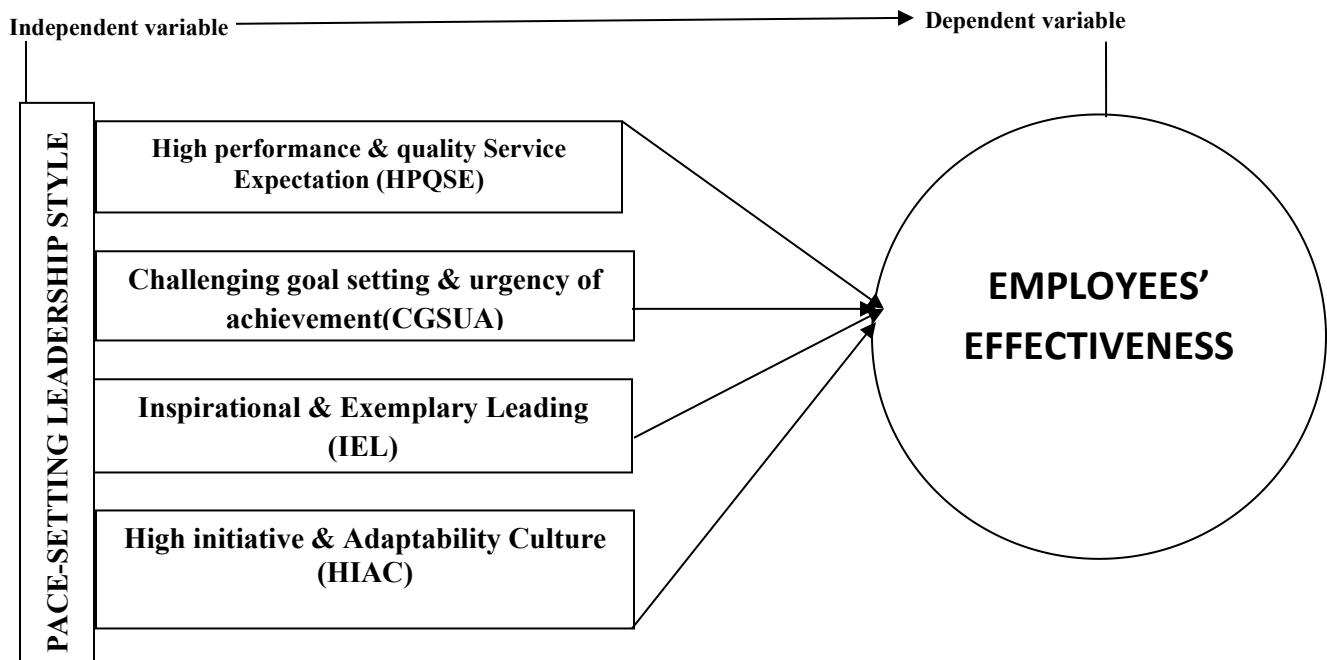 Independent variable
Dependent variable
PACE-SETTING LEADERSHIP STYLE
High performance & quality Service
Expectation (HPQSE)
Challenging goal setting & urgency of
achievement(CGSUA)
Inspirational & Exemplary Leading
(IEL)
High initiative & Adaptability Culture
(HIAC)
EMPLOYEES’
EFFECTIVENESS